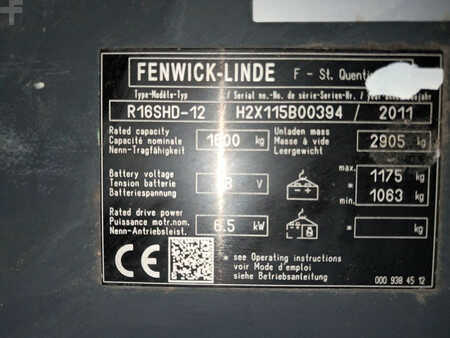 FENWICK-LINDE F - St. Quentin
Type-Modèle-Typ / Serial no.-No. de série-Serien-Nr. / year
R16SHD-12 H2X115B00394 / 2011
Rated capacity
Capacité nominale
Nenn-Tragfähigkeit
1600 kg
Unladen mass
Masse à vide
Leergewicht
2905 kg
Battery voltage
Tension batterie
Batteriespannung
V
max.
=
min.
1175 kg
1063 kg
Rated drive power
Puissance motr.nom.
Nenn-Antriebsleist.
6.5 kW
= kg
CE
* see Operating instructions
voir Mode d'emploi
siehe Betriebsanleitung
000 938 45 12